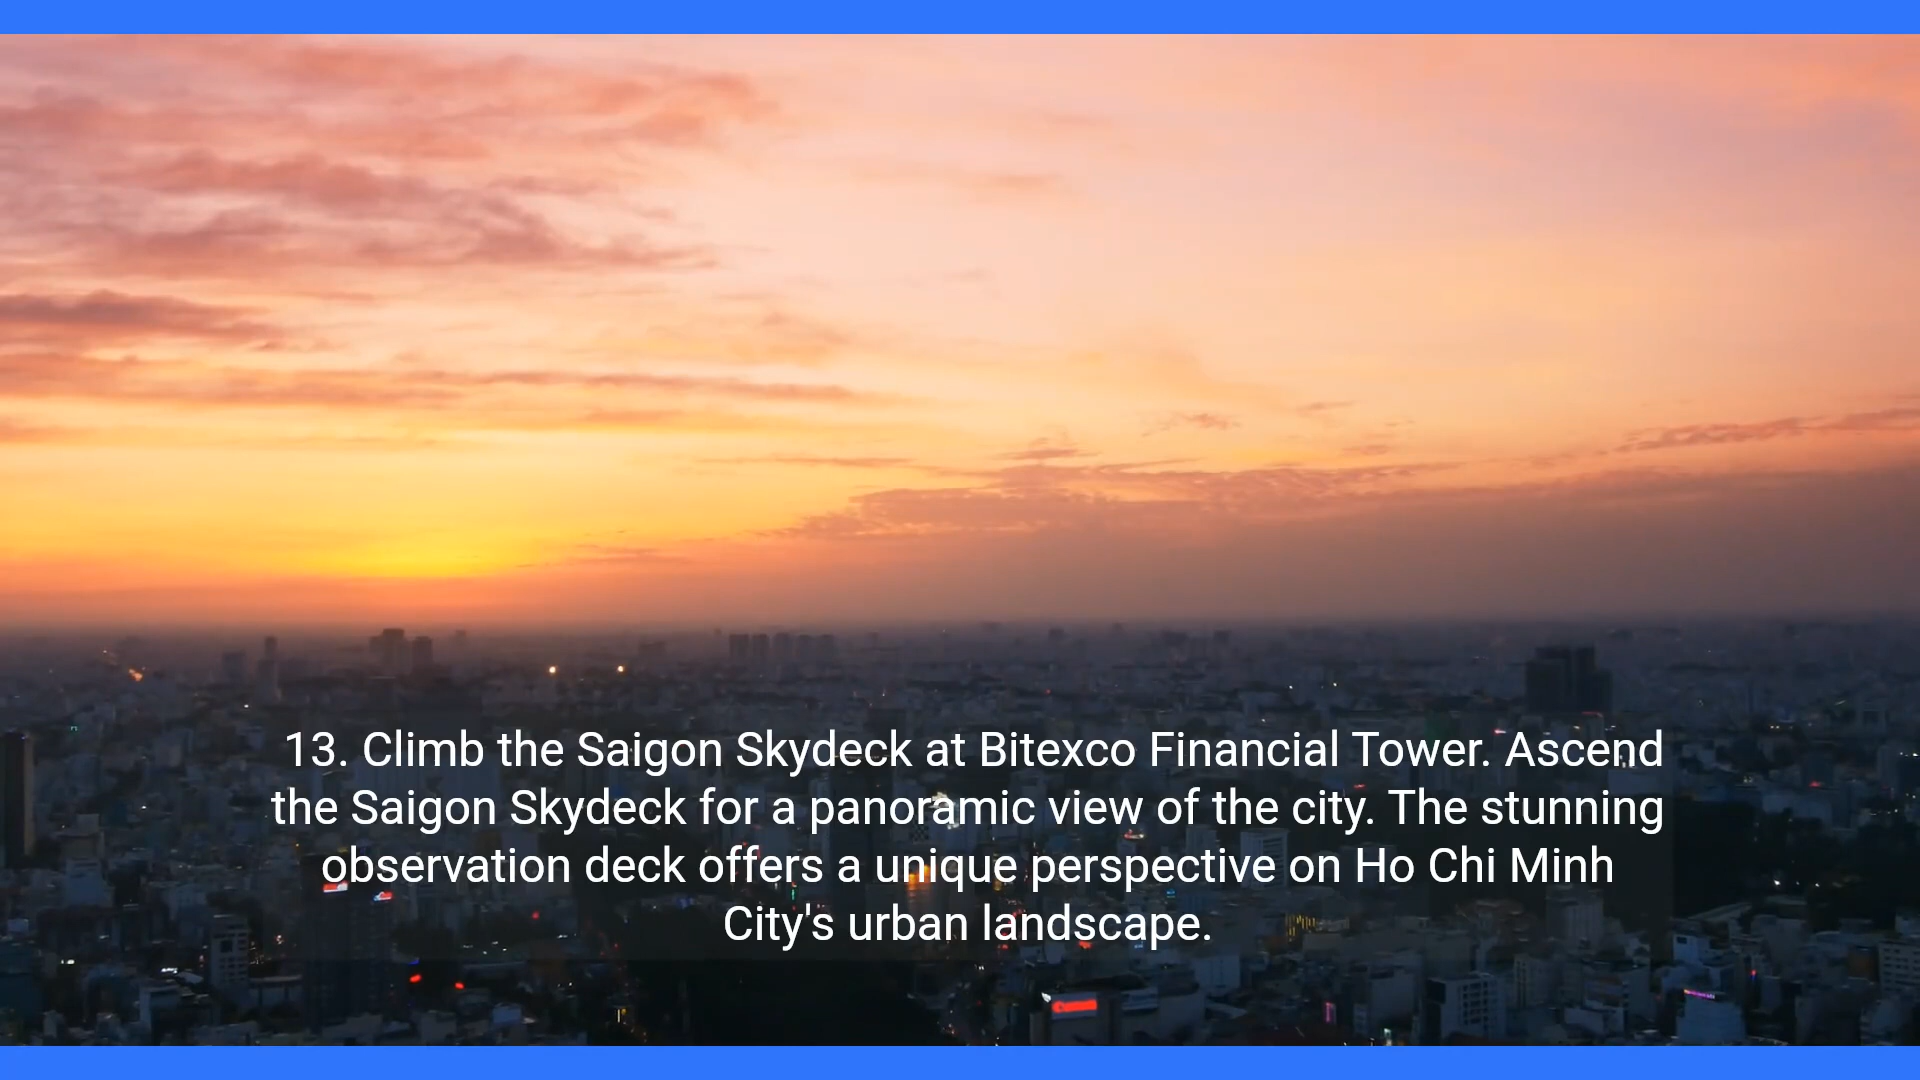 13. Climb the Saigon Skydeck at Bitexco Financial Tower. Ascend
the Saigon Skydeck for a panoramic view of the city. The stunning
observation deck offers a unique perspective on Ho Chi Minh
City's urban landscape.